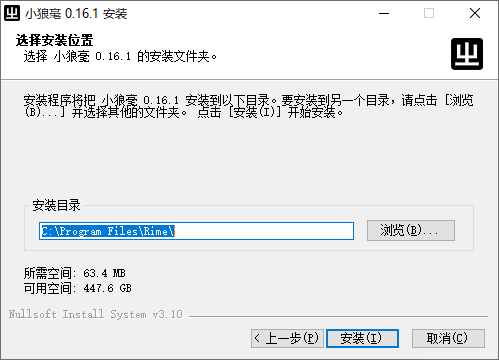 小狼毫 0.16.1 安装
选择安装位置
选择 小狼毫 0.16.1 的安装文件夹。
安装程序将把 小狼毫 0.16.1 安装到以下目录。要安装到另一个目录，请点击 [浏览
(B)...] 并选择其他的文件夹。 点击 [安装(I)] 开始安装。
安装目录
C:\Program Files\Rime\
浏览(B)...
所需空间: 63.4 MB
可用空间: 447.6 GB
Nullsoft Install System v3.10
< 上一步(P)
安装(I)
取消(C)